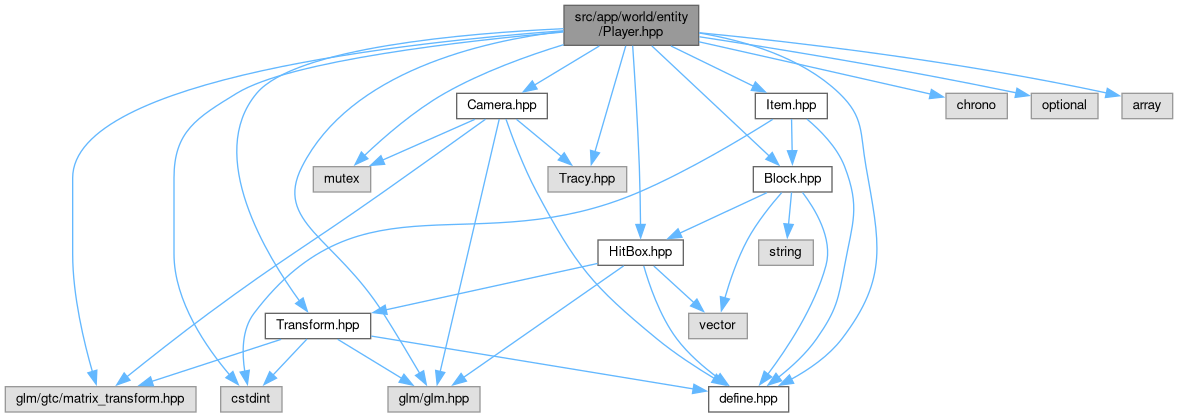 src/app/world/entity
/Player.hpp
Camera.hpp
Item.hpp
chrono
optional
array
mutex
Tracy.hpp
Block.hpp
HitBox.hpp
string
Transform.hpp
vector
glm/gtc/matrix_transform.hpp
cstdint
glm/glm.hpp
define.hpp